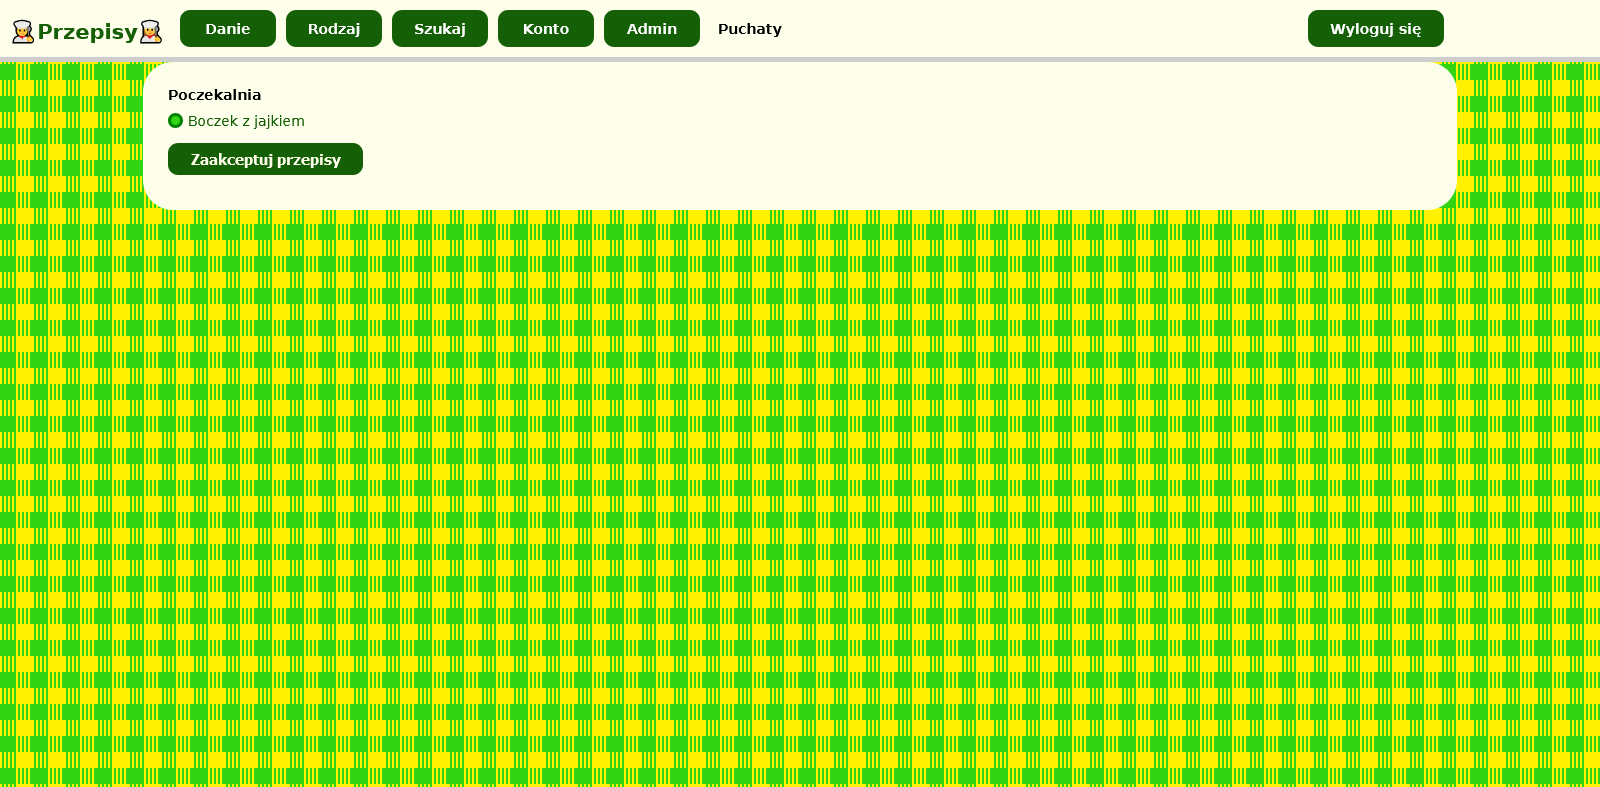 Przepisy
Danie
Rodzaj
Szukaj
Konto
Admin
Puchaty
Wyloguj się
Poczekalnia
Boczek z jajkiem
Zaakceptuj przepisy